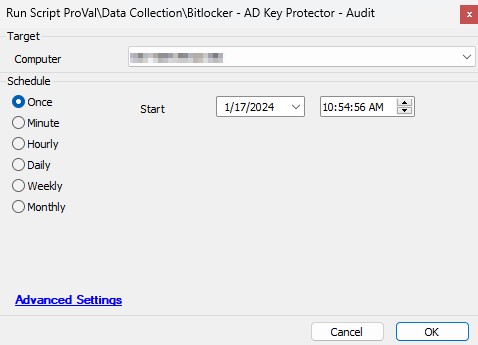 Run Script ProVal\Data Collection\Bitlocker - AD Key Protector - Audit
x
Target
Computer
Schedule
Once
Start
1/17/2024
10:54:56 AM
Minute
Hourly
Daily
Weekly
Monthly
Advanced Settings
Cancel
OK